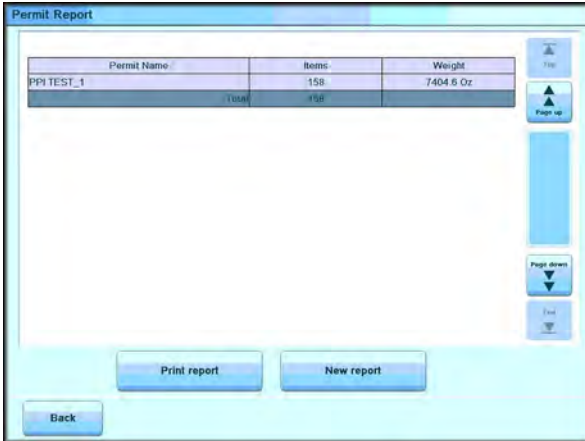 Permit Report
Permit Name Items Weight
PPI TEST_1 158 7404.6 Oz
Total 158
Top
Page up
Page down
Print report New report
Back